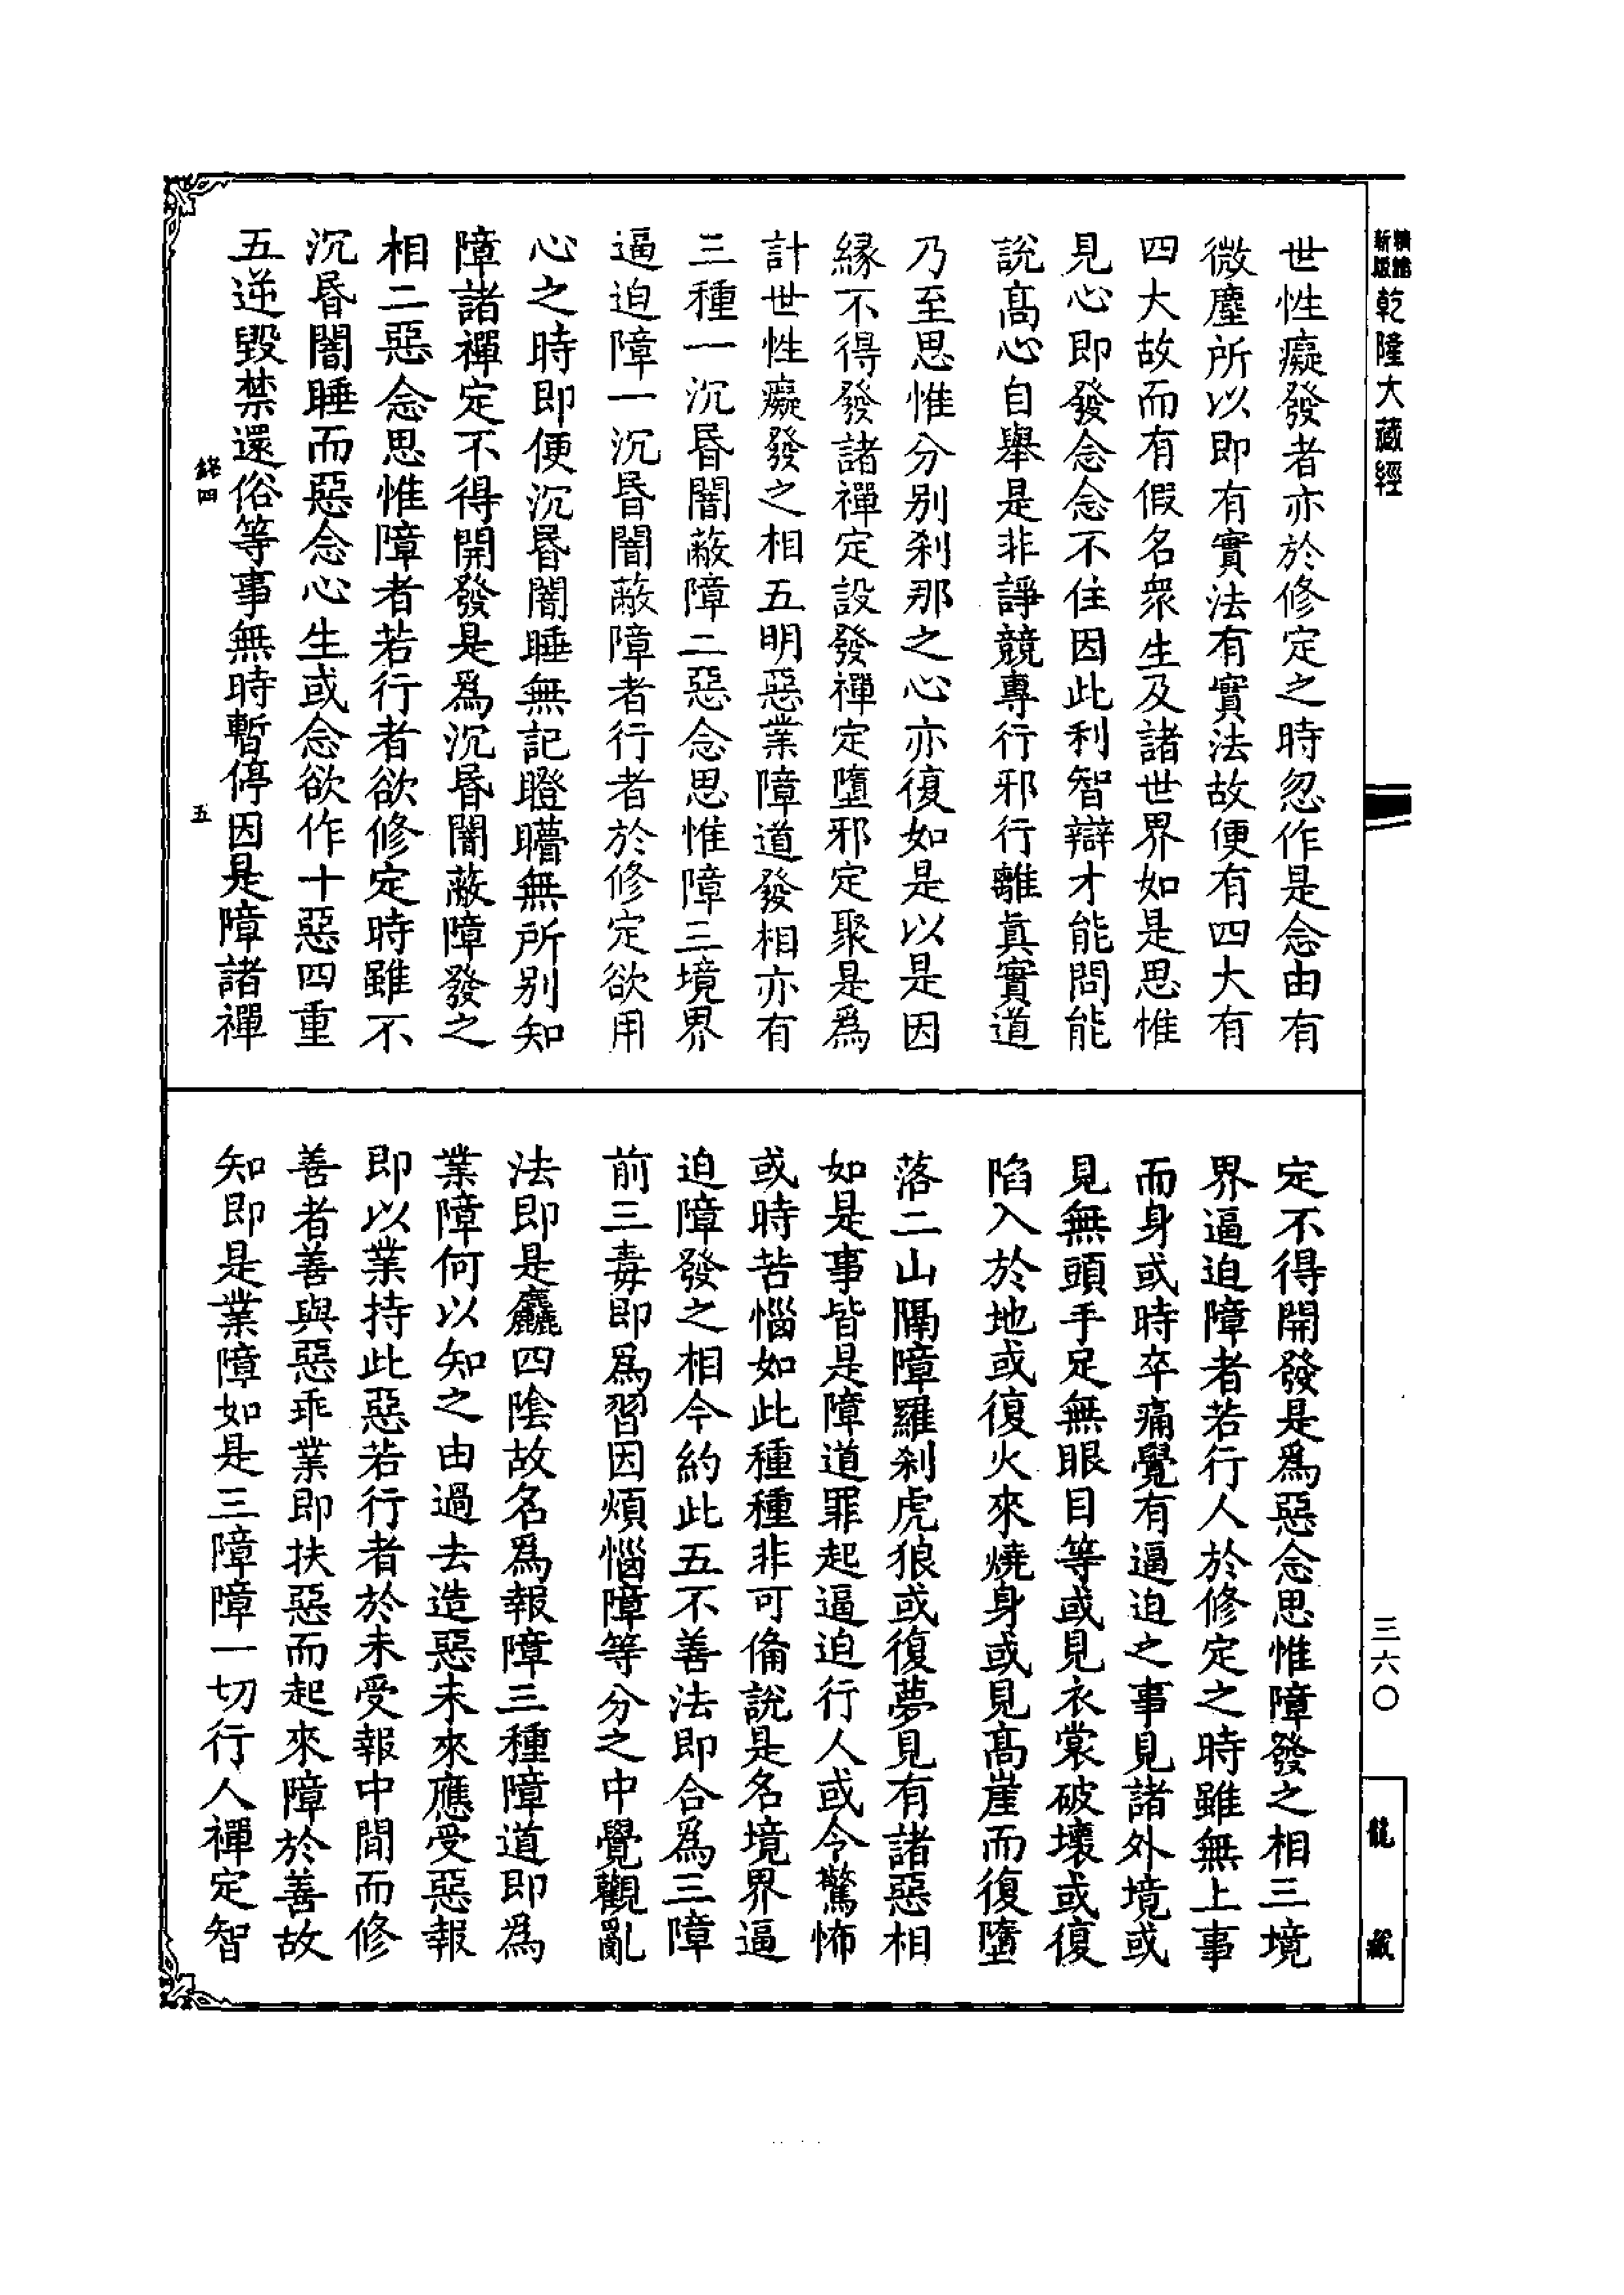 乾隆大藏經
世性癡發者亦於修定之時忽作是念由有
微塵所以即有實法有實法故便有四大有
四大故而有假名衆生及諸世界如是思惟
見心即發念念不住因此利智辯才能問能
說高心自舉是非諍競專行邪行離真實道
乃至思惟分別刹那之心亦復如是以是因
緣不得發諸禪定設發禪定墮邪定聚是爲
計世性癡發之相五明惡業障道發相亦有
三種一沉昏闇蔽障二惡念思惟障三境界
逼迫障一沉昏闇蔽障者行者於修定欲用
心之時即便沉昏闇睡無記瞪瞢無所別知
障諸禪定不得開發是爲沉昏闇蔽障發之
相二惡念思惟障者若行者欲修定時雖不
沉昏闇睡而惡念心生或念欲作十惡四重
五逆毀禁還俗等事無時暫停因是障諸禪
四
五
定不得開發是爲惡念思惟障發之相三境
界逼迫障者若行人於修定之時雖無上事
而身或時卒痛覺有逼迫之事見諸外境或
見無頭手足無眼目等或見衣裳破壞或復
陷入於地或復火來燒身或見高崖而復墮
落二山隔障羅刹虎狼或復夢見有諸惡相
如是事皆是障道罪起逼迫行人或令驚怖
或時苦惱如此種種非可備說是名境界逼
迫障發之相今約此五不善法即合爲三障
前三毒即爲習因煩惱障等分之中覺觀亂
法即是麤四陰故名爲報障三種障道即爲
業障何以知之由過去造惡未來應受惡報
即以業持此惡若行者於未受報中間而修
善者善與惡乖業即扶惡而起來障於善故
知即是業障如是三障障一切行人禪定智
三六〇
龍藏